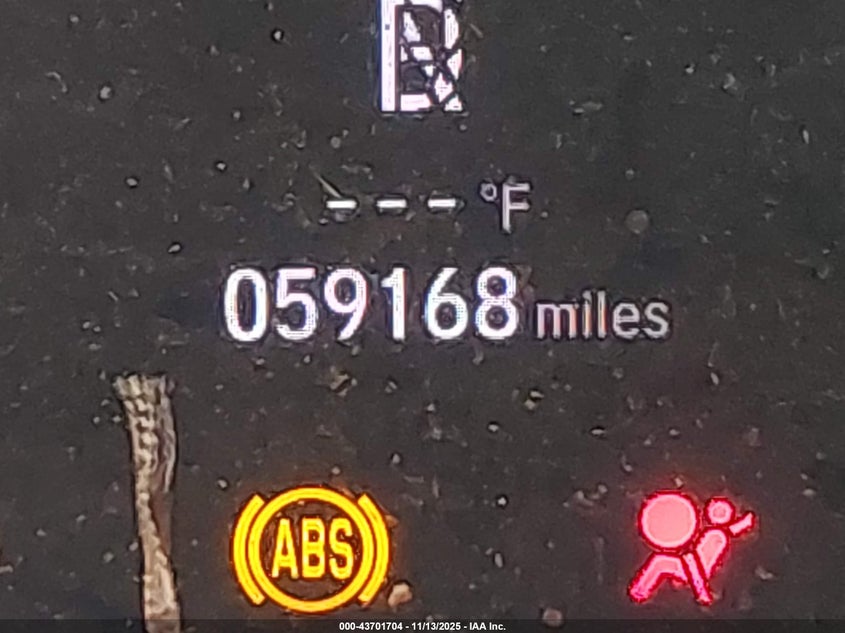 --- °F
059168 miles
ABS
000-43701704 - 11/13/2025 - IAA Inc.